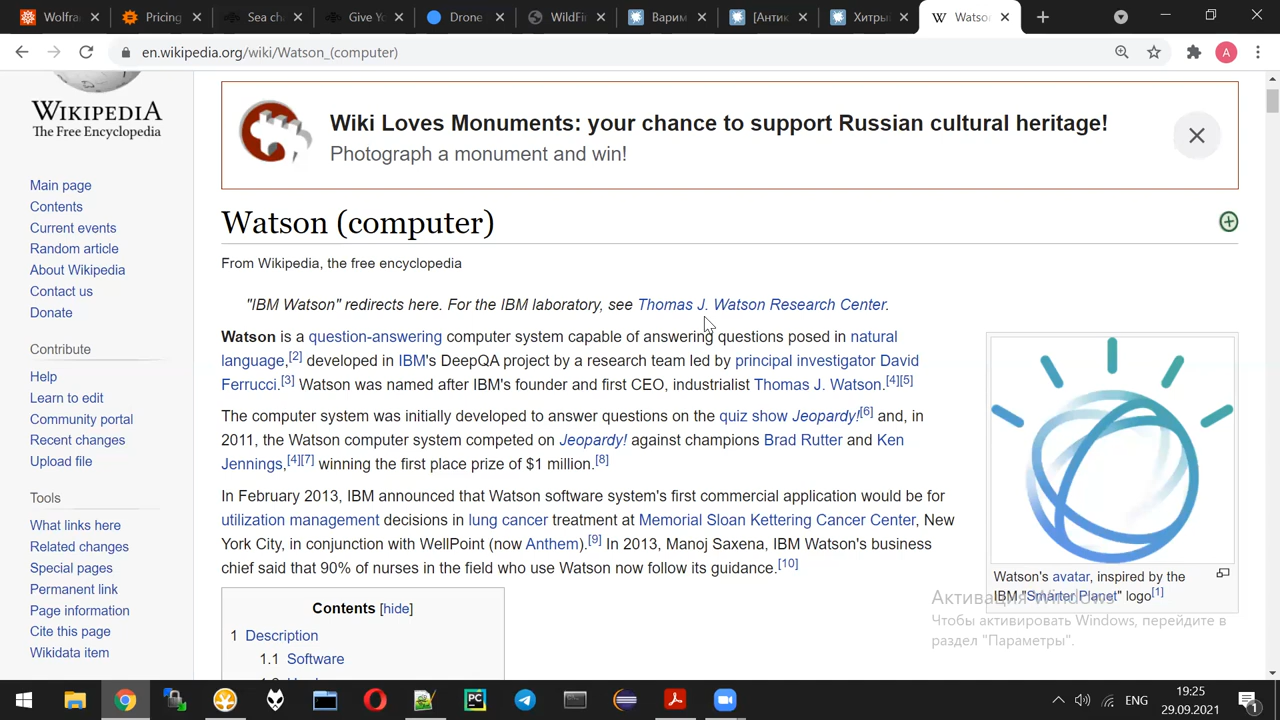 Wolfra
Pricing
Sea ch
Give Yo
Drone
WildFin
Варим
[Антик
Хитры
Watso
en.wikipedia.org/wiki/Watson_(computer)
A
WIKIPEDIA
The Free Encyclopedia
Main page
Contents
Current events
Random article
About Wikipedia
Contact us
Donate
Contribute
Help
Learn to edit
Community portal
Recent changes
Upload file
Tools
What links here
Related changes
Special pages
Permanent link
Page information
Cite this page
Wikidata item
Wiki Loves Monuments: your chance to support Russian cultural heritage!
Photograph a monument and win!
Watson (computer)
From Wikipedia, the free encyclopedia
"IBM Watson" redirects here. For the IBM laboratory, see Thomas J. Watson Research Center.
Watson is a question-answering computer system capable of answering questions posed in natural
language,[2] developed in IBM's DeepQA project by a research team led by principal investigator David
Ferrucci.[3] Watson was named after IBM's founder and first CEO, industrialist Thomas J. Watson.[4][5]
The computer system was initially developed to answer questions on the quiz show Jeopardy![6] and, in
2011, the Watson computer system competed on Jeopardy! against champions Brad Rutter and Ken
Jennings,[4][7] winning the first place prize of $1 million.[8]
In February 2013, IBM announced that Watson software system's first commercial application would be for
utilization management decisions in lung cancer treatment at Memorial Sloan Kettering Cancer Center, New
York City, in conjunction with WellPoint (now Anthem).[9] In 2013, Manoj Saxena, IBM Watson's business
chief said that 90% of nurses in the field who use Watson now follow its guidance.[10]
Watson's avatar, inspired by the
IBM "Smarter Planet" logo[1]
Contents [hide]
1 Description
1.1 Software
Активация Windows
Чтобы активировать Windows, перейдите в
раздел "Параметры".
PC
ENG
19:25
29.09.2021
1